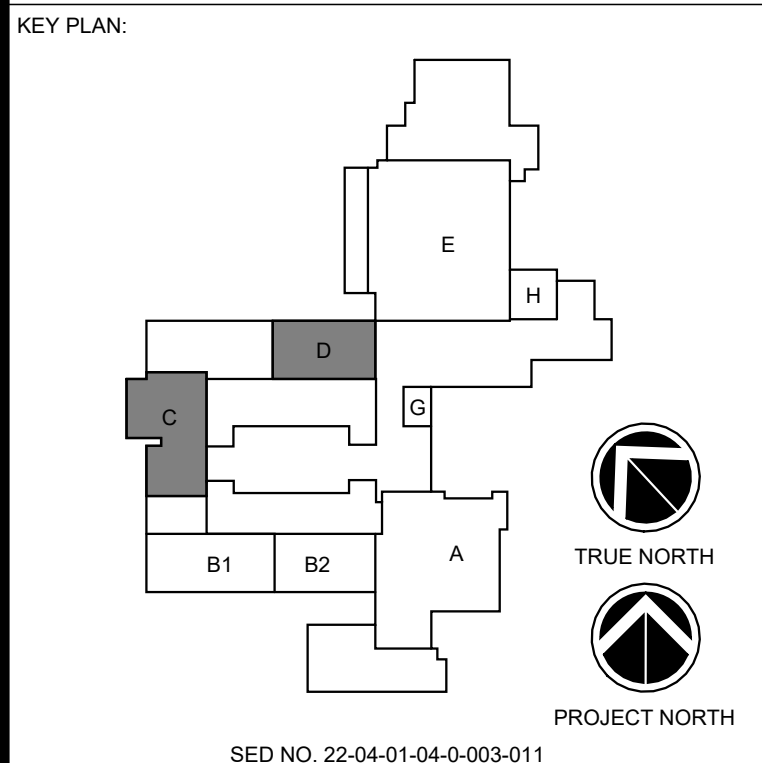 KEY PLAN:
E
H
D
C
G
TRUE NORTH
A
B1
B2
PROJECT NORTH
SED NO. 22-04-01-04-0-003-011